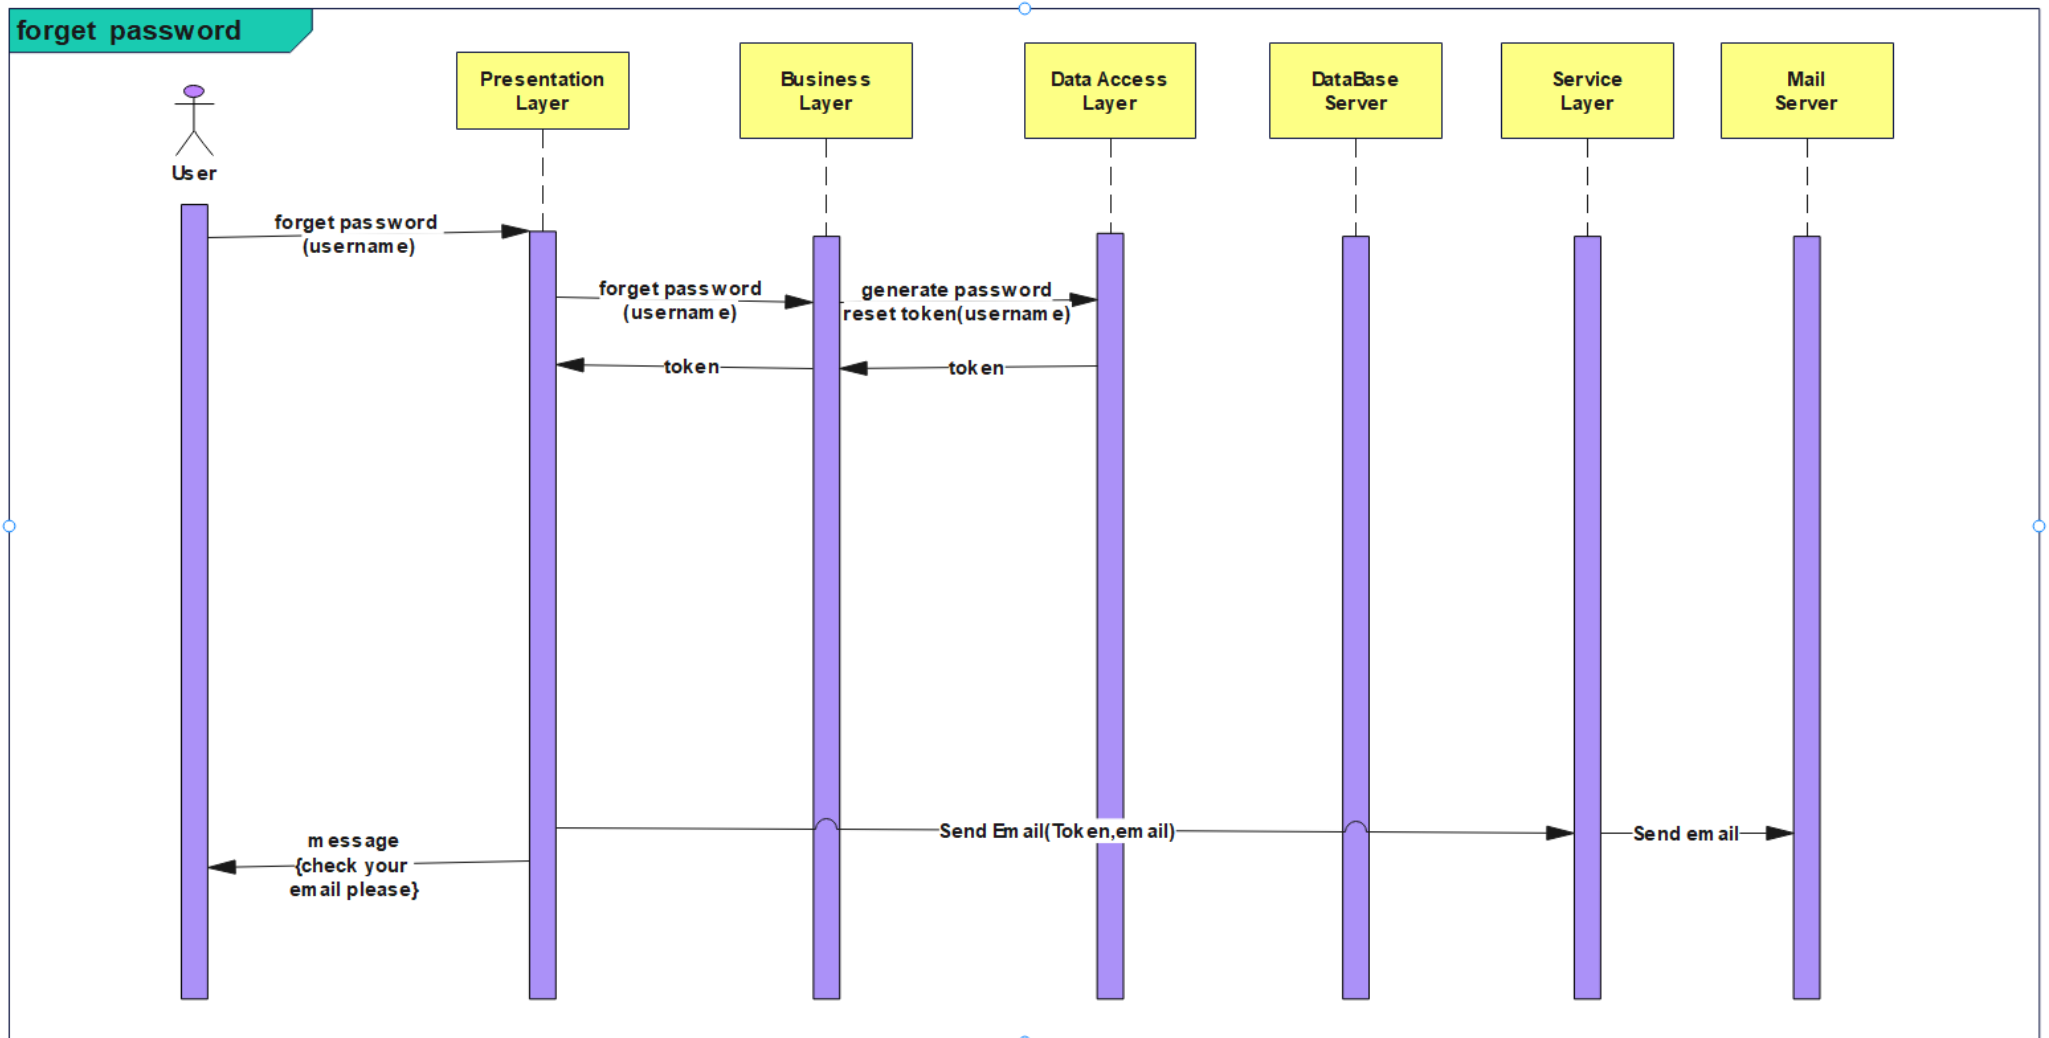 forget password
Presentation
Layer
Business
Layer
Data Access
Layer
DataBase
Server
Service
Layer
Mail
Server
User
forget password
(username)
forget password
(username)
generate password
reset token(username)
token
token
Send Email(Token,email)
Send email
message
{check your
email please}